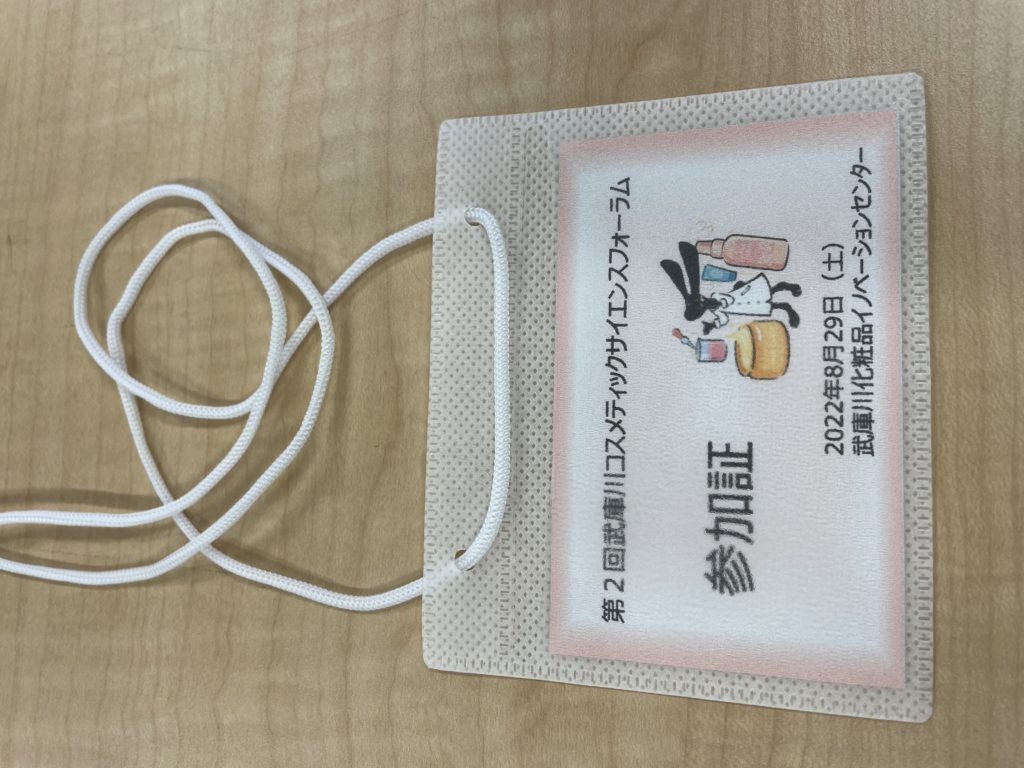 第2回武庫川コスメティックサイエンスフォーラム
参加証
2022年8月29日（土）
武庫川化粧品イノベーションセンター